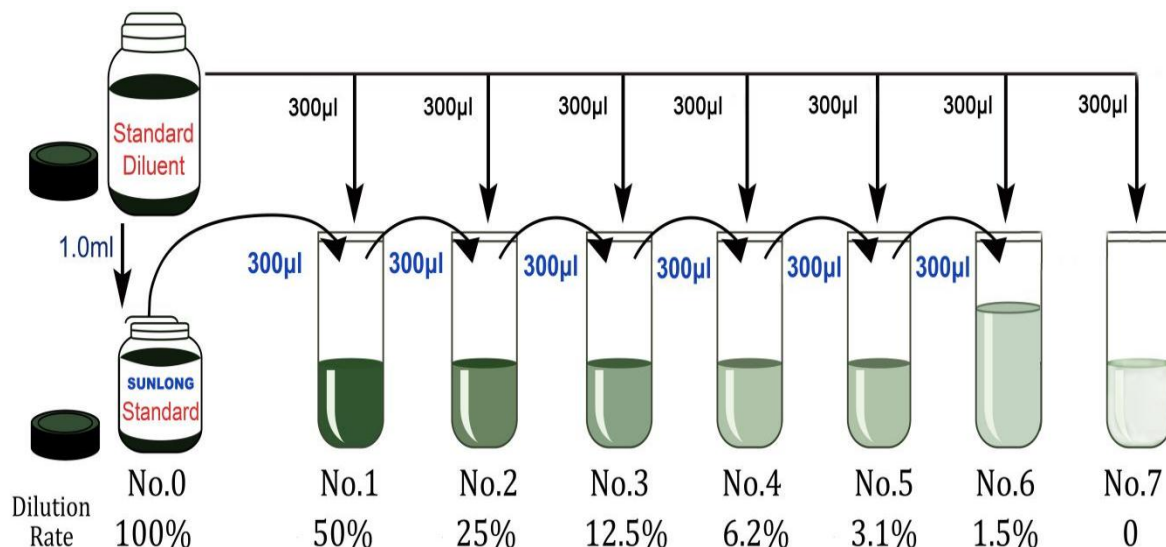 300µl 300µl 300µl 300µl 300µl 300µl 300µl
Standard
Diluent
1.0ml
300µl 300µl 300µl 300µl 300µl 300µl
SUNLONG
Standard
No.0 No.1 No.2 No.3 No.4 No.5 No.6 No.7
Dilution
Rate 100% 50% 25% 12.5% 6.2% 3.1% 1.5% 0